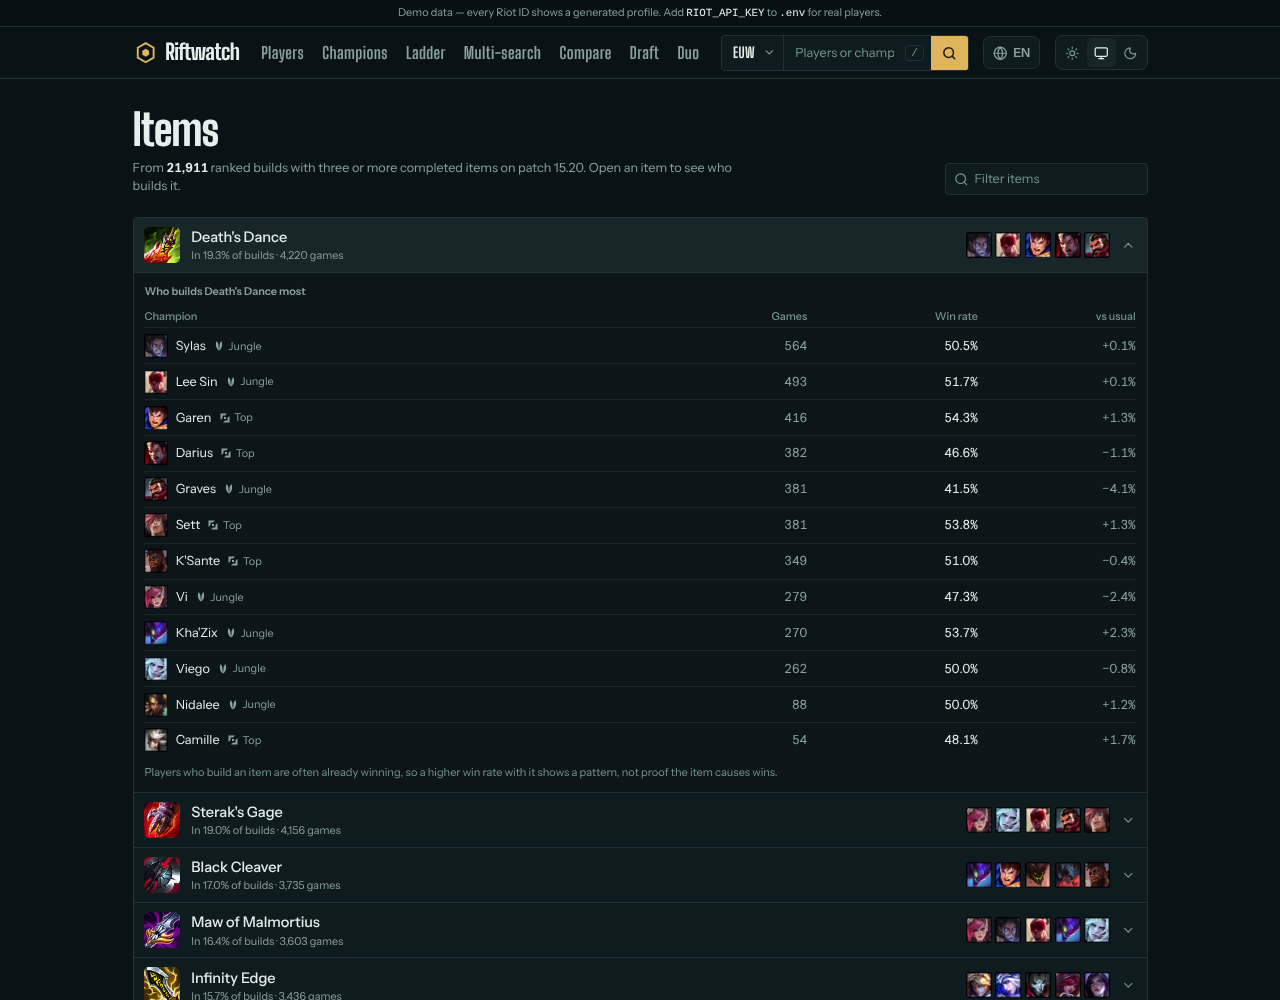 Demo data — every Riot ID shows a generated profile. Add RIOT_API_KEY to .env for real players.
Riftwatch Players Champions Ladder Multi-search Compare Draft Duo EUW Players or champ / EN
Items
From 21,911 ranked builds with three or more completed items on patch 15.20. Open an item to see who
builds it.
Filter items
Death's Dance
In 19.3% of builds · 4,220 games
Who builds Death's Dance most
Champion Games Win rate vs usual
Sylas Jungle 564 50.5% +0.1%
Lee Sin Jungle 493 51.7% +0.1%
Garen Top 416 54.3% +1.3%
Darius Top 382 46.6% −1.1%
Graves Jungle 381 41.5% −4.1%
Sett Top 381 53.8% +1.3%
K'Sante Top 349 51.0% −0.4%
Vi Jungle 279 47.3% −2.4%
Kha'Zix Jungle 270 53.7% +2.3%
Viego Jungle 262 50.0% −0.8%
Nidalee Jungle 88 50.0% +1.2%
Camille Top 54 48.1% +1.7%
Players who build an item are often already winning, so a higher win rate with it shows a pattern, not proof the item causes wins.
Sterak's Gage
In 19.0% of builds · 4,156 games
Black Cleaver
In 17.0% of builds · 3,735 games
Maw of Malmortius
In 16.4% of builds · 3,603 games
Infinity Edge
In 15.7% of builds · 3,436 games